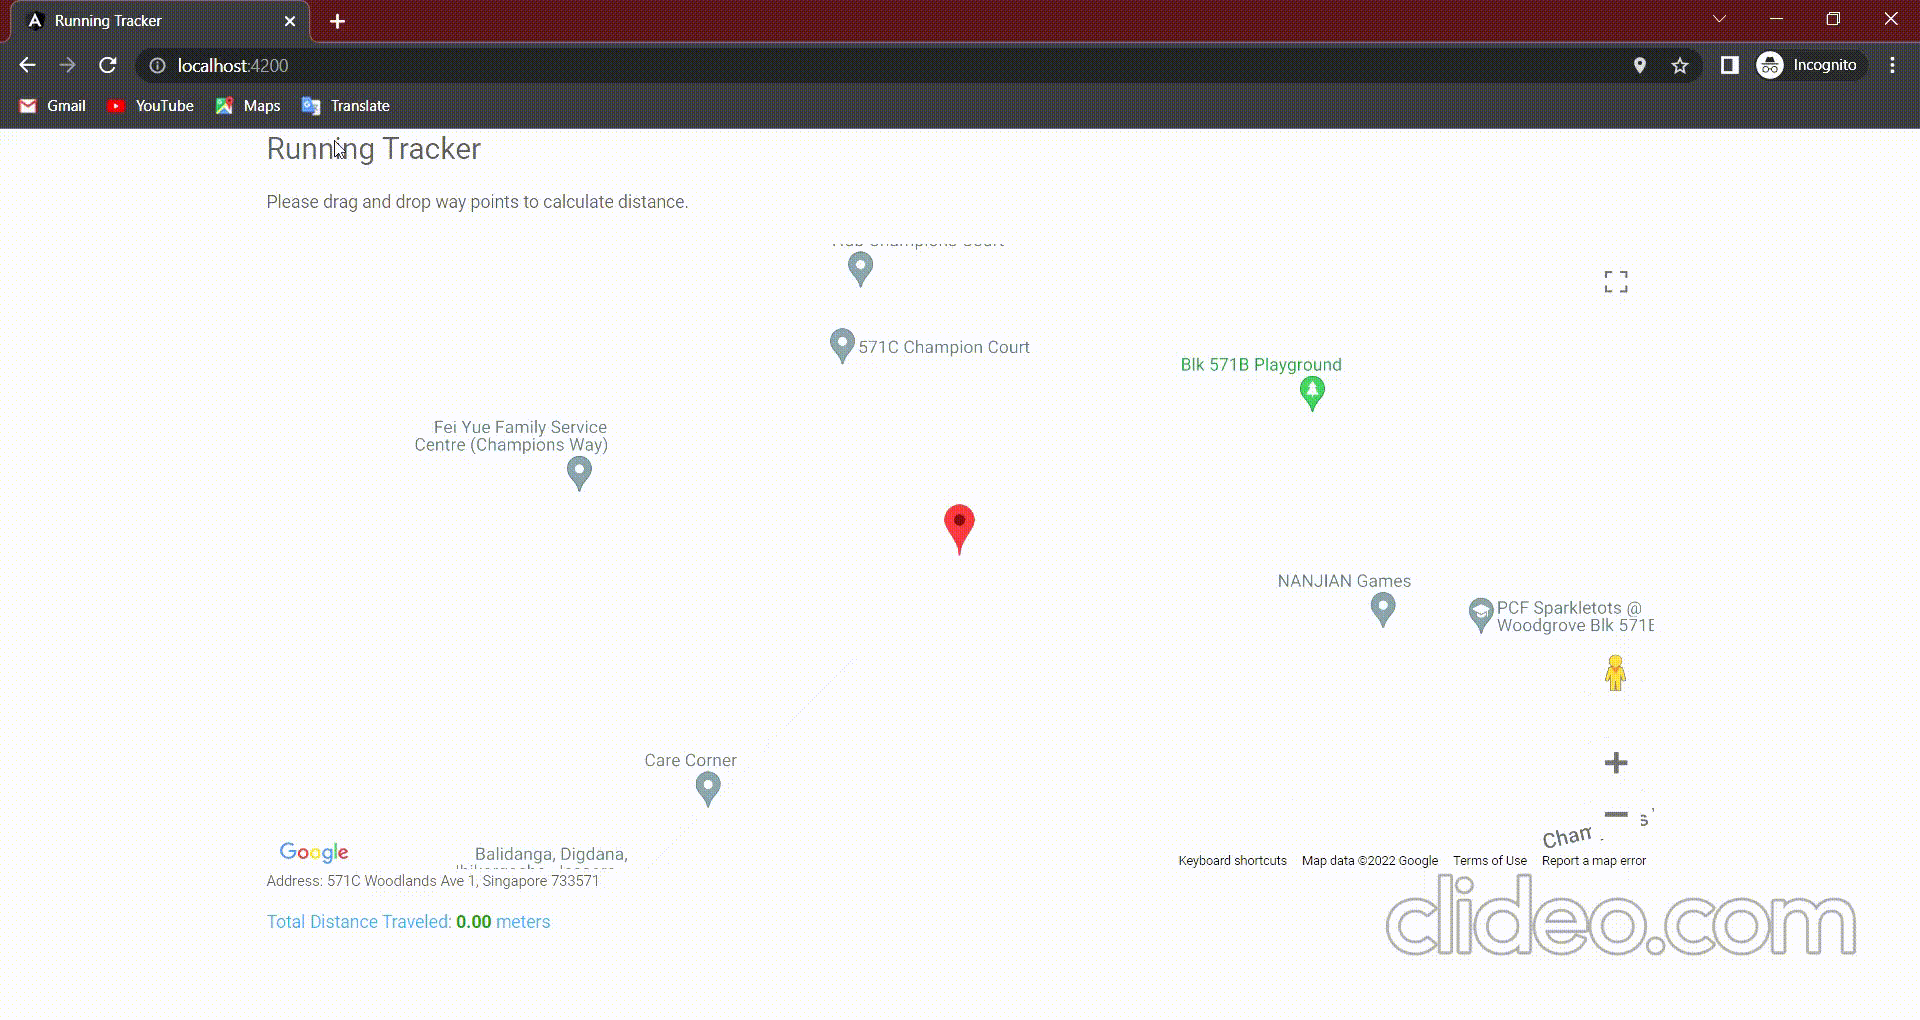 Running Tracker
localhost:4200
Incognito
Gmail
YouTube
Maps
Translate
Running Tracker
Please drag and drop way points to calculate distance.
571C Champion Court
Blk 571B Playground
Fei Yue Family Service
Centre (Champions Way)
NANJIAN Games
PCF Sparkletots @
Woodgrove Blk 571
Care Corner
Google
Balidanga, Digdana,
Keyboard shortcuts
Map data ©2022 Google
Terms of Use
Report a map error
Address: 571C Woodlands Ave 1, Singapore 733571
Total Distance Traveled: 0.00 meters
clideo.com